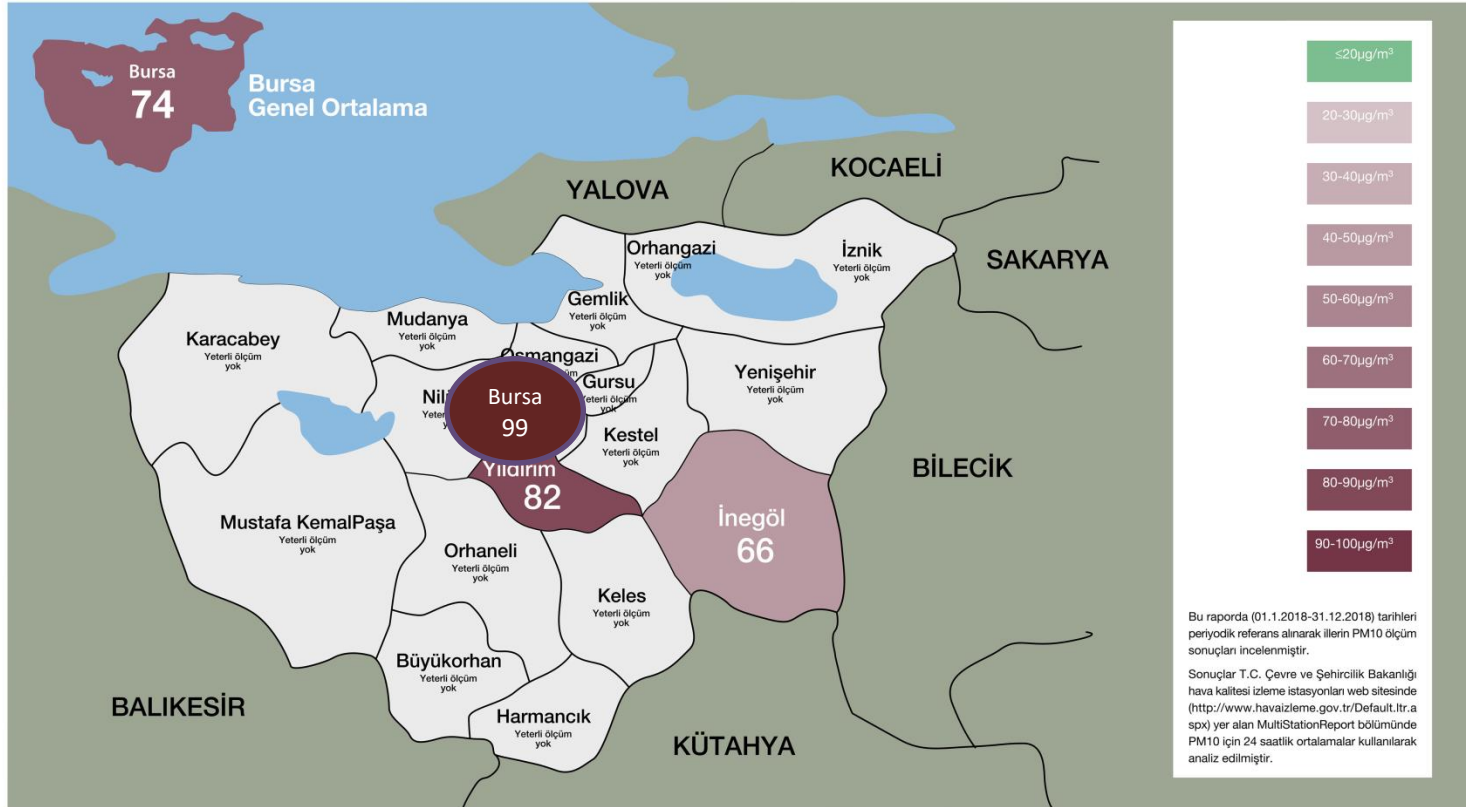 Bursa
74
Bursa
Genel Ortalama
≤20µg/m³
20-30µg/m³
30-40µg/m³
40-50µg/m³
50-60µg/m³
60-70µg/m³
70-80µg/m³
80-90µg/m³
90-100µg/m³
KOCAELİ
YALOVA
SAKARYA
Orhangazi
Yeterli ölçüm
yok
İznik
Yeterli ölçüm
yok
Gemlik
Yeterli ölçüm
yok
Mudanya
Yeterli ölçüm
yok
Karacabey
Yeterli ölçüm
yok
Osmangazi
Gursu
Yeterli ölçüm
yok
Yenişehir
Yeterli ölçüm
yok
Bursa
99
Kestel
Yeterli ölçüm
yok
BİLECİK
Yıldırım
82
İnegöl
66
Mustafa KemalPaşa
Yeterli ölçüm
yok
Orhaneli
Yeterli ölçüm
yok
Keles
Yeterli ölçüm
yok
Büyükorhan
Yeterli ölçüm
yok
Harmancık
Yeterli ölçüm
yok
BALIKESİR
KÜTAHYA
Bu raporda (01.1.2018-31.12.2018) tarihleri
periyodik referans alınarak illerin PM10 ölçüm
sonuçları incelenmiştir.
Sonuçlar T.C. Çevre ve Şehircilik Bakanlığı
hava kalitesi izleme istasyonları web sitesinde
(http://www.havaizleme.gov.tr/Default.ltr.a
spx) yer alan MultiStationReport bölümünde
PM10 için 24 saatlik ortalamalar kullanılarak
analiz edilmiştir.